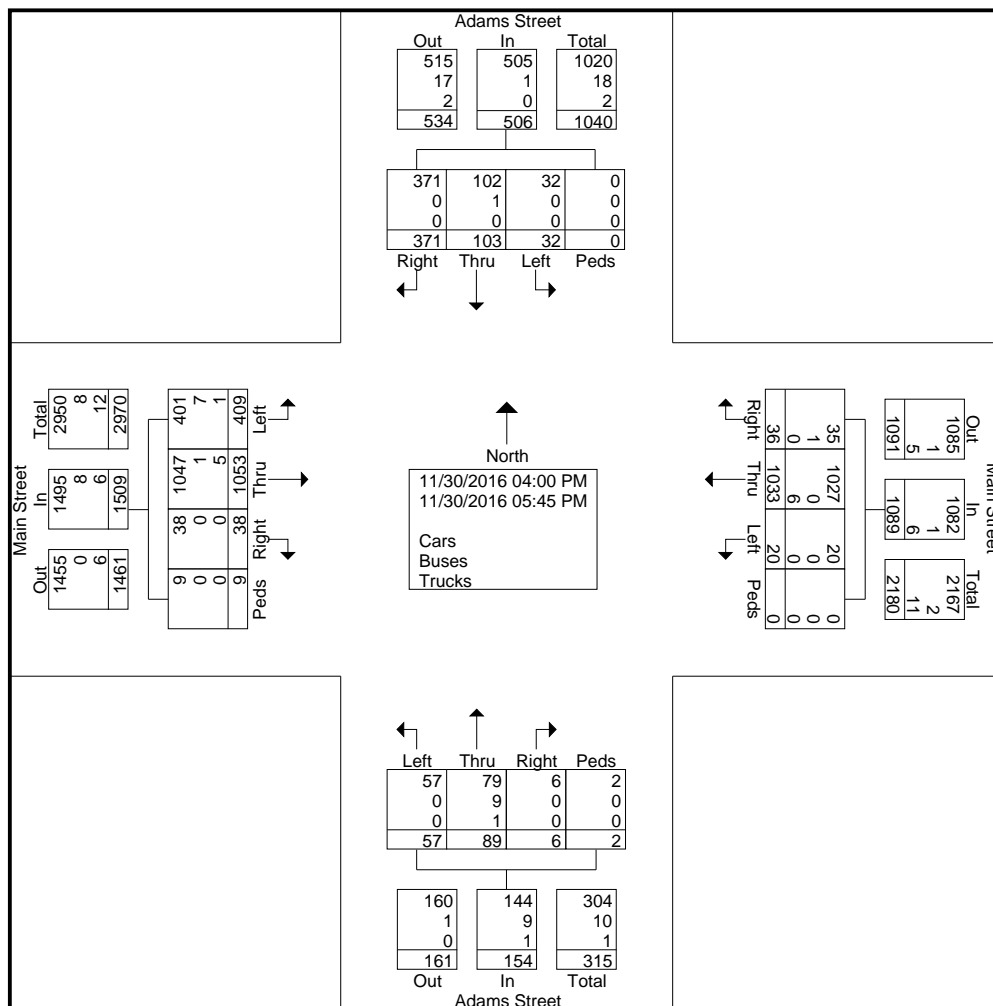 Adams Street
Out In Total
515 505 1020
17 1 18
2 0 2
534 506 1040
371 102 32 0
0 1 0 0
0 0 0 0
371 103 32 0
Right Thru Left Peds
Main Street
Total In Out
2950 1495 1455
8 8 0
12 6 6
2970 1509 1461
401 1047 38 9
7 1 0 0
1 5 0 0
409 1053 38 9
Left Thru Right Peds
North
11/30/2016 04:00 PM
11/30/2016 05:45 PM
Cars
Buses
Trucks
Right Thru Left Peds
36 1033 20 0
0 6 0 0
1 0 0 0
35 1027 20 0
Out In Total
1085 1082 2167
1 1 2
5 6 11
1091 1089 2180
Main Street
Left Thru Right Peds
57 79 6 2
0 9 0 0
0 1 0 0
57 89 6 2
160 144 304
1 9 10
0 1 1
161 154 315
Out In Total
Adams Street